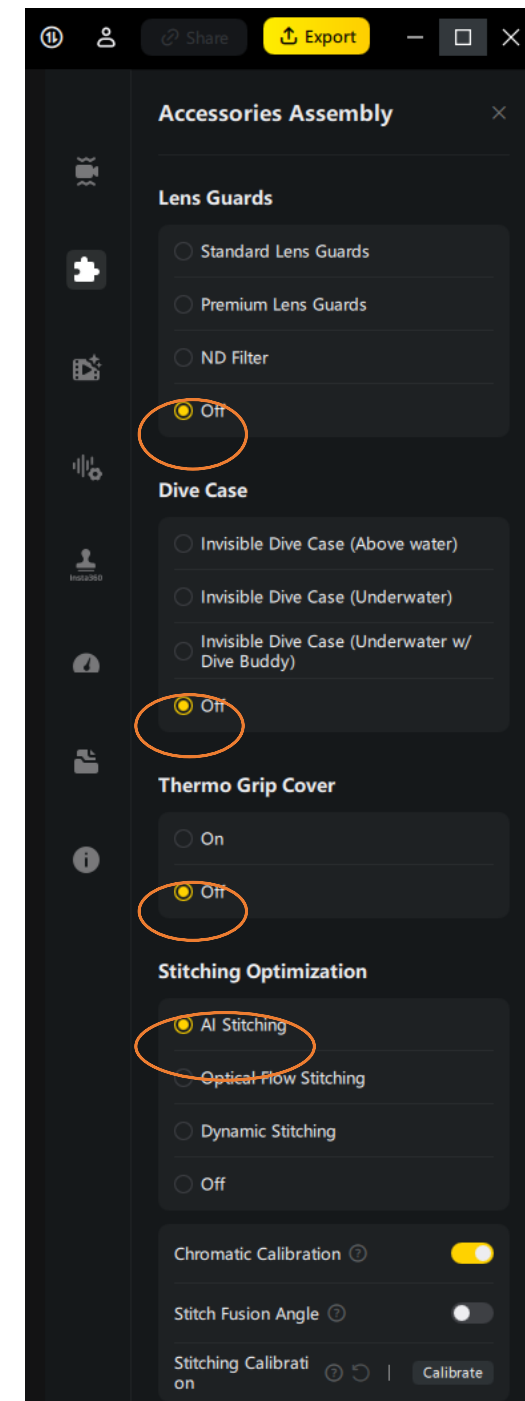 Share
Export
Accessories Assembly
Lens Guards
Standard Lens Guards
Premium Lens Guards
ND Filter
Off
Dive Case
Invisible Dive Case (Above water)
Invisible Dive Case (Underwater)
Invisible Dive Case (Underwater w/
Dive Buddy)
Off
Thermo Grip Cover
On
Off
Stitching Optimization
AI Stitching
Optical Flow Stitching
Dynamic Stitching
Off
Chromatic Calibration ?
Stitch Fusion Angle ?
Stitching Calibrati
on
? | Calibrate
Insta360